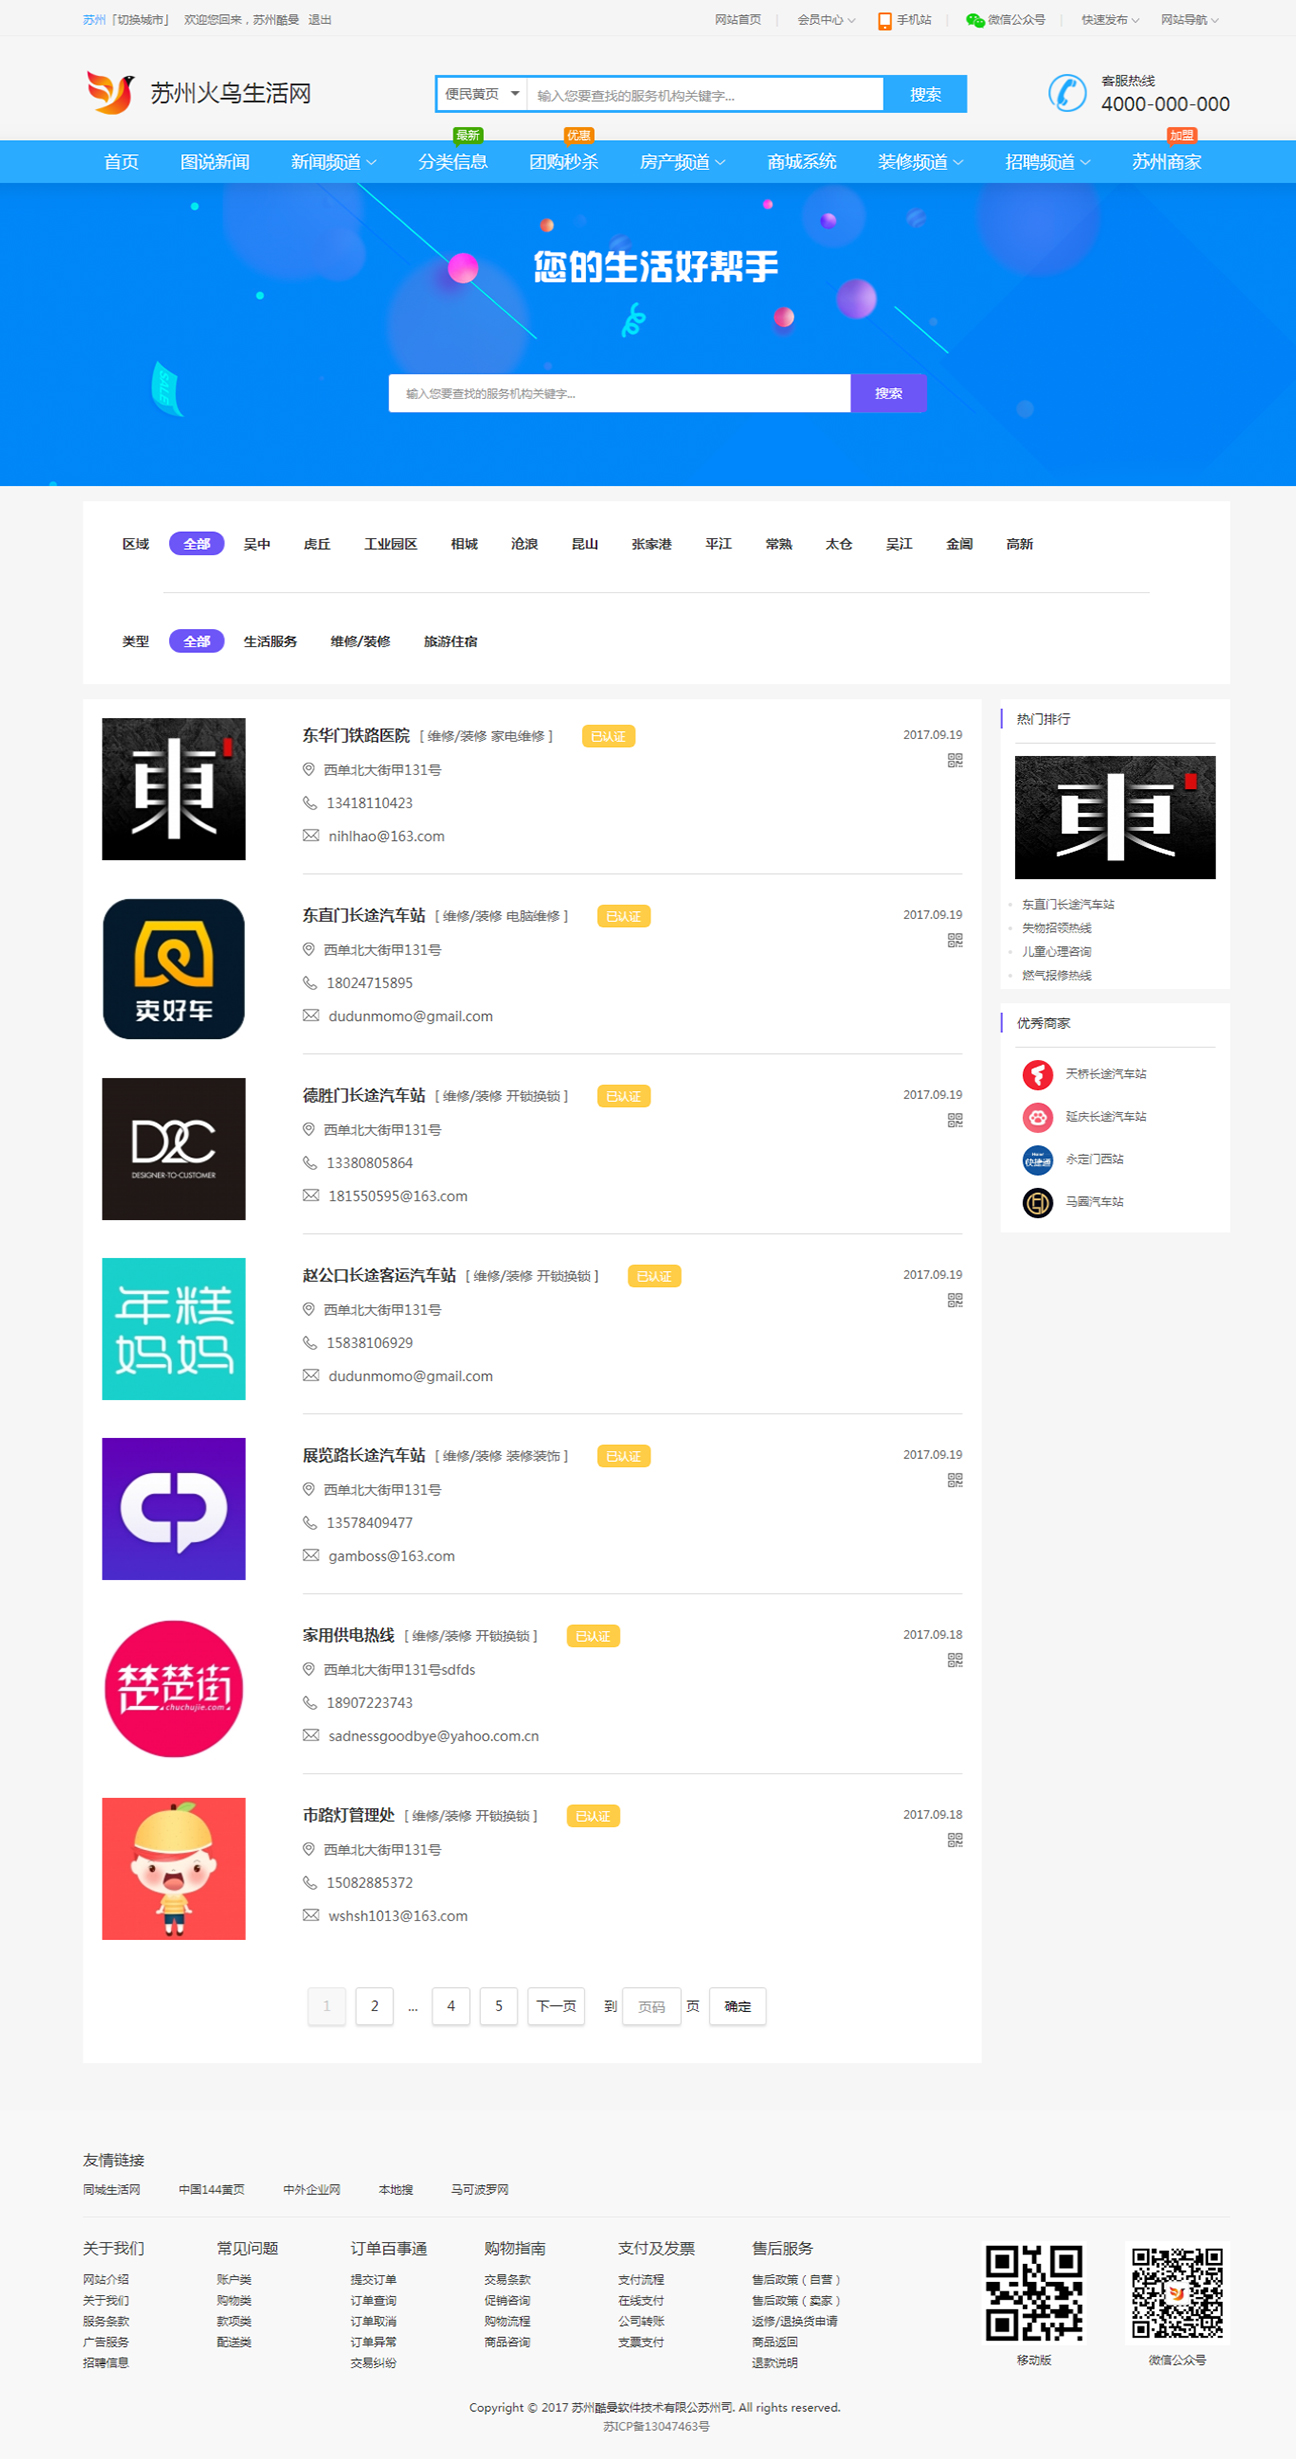 苏州「切换城市」 欢迎您回来，苏州酷曼 退出
网站首页 会员中心 手机站 微信公众号 快速发布 网站导航
苏州火鸟生活网
便民黄页 输入您要查找的服务机构关键字... 搜索
客服热线
4000-000-000
最新 优惠 加盟
首页 图说新闻 新闻频道 分类信息 团购秒杀 房产频道 商城系统 装修频道 招聘频道 苏州商家
您的生活好帮手
SALE
输入您要查找的服务机构关键字... 搜索
区域 全部 吴中 虎丘 工业园区 相城 沧浪 昆山 张家港 平江 常熟 太仓 吴江 金阊 高新
类型 全部 生活服务 维修/装修 旅游住宿
東
东华门铁路医院 [ 维修/装修 家电维修 ] 已认证 2017.09.19
西单北大街甲131号
13418110423
nihlhao@163.com
卖好车
东直门长途汽车站 [ 维修/装修 电脑维修 ] 已认证 2017.09.19
西单北大街甲131号
18024715895
dudunmomo@gmail.com
D2C
DESIGNER-TO-CUSTOMER
德胜门长途汽车站 [ 维修/装修 开锁换锁 ] 已认证 2017.09.19
西单北大街甲131号
13380805864
181550595@163.com
年糕
妈妈
赵公口长途客运汽车站 [ 维修/装修 开锁换锁 ] 已认证 2017.09.19
西单北大街甲131号
15838106929
dudunmomo@gmail.com
展览路长途汽车站 [ 维修/装修 装修装饰 ] 已认证 2017.09.19
西单北大街甲131号
13578409477
gamboss@163.com
楚楚街
chuchujie.com
家用供电热线 [ 维修/装修 开锁换锁 ] 已认证 2017.09.18
西单北大街甲131号sdfds
18907223743
sadnessgoodbye@yahoo.com.cn
市路灯管理处 [ 维修/装修 开锁换锁 ] 已认证 2017.09.18
西单北大街甲131号
15082885372
wshsh1013@163.com
1 2 ... 4 5 下一页 到 页码 页 确定
热门排行
東
东直门长途汽车站
失物招领热线
儿童心理咨询
燃气报修热线
优秀商家
天桥长途汽车站
延庆长途汽车站
快捷通 永定门西站
马圈汽车站
友情链接
同域生活网 中国144黄页 中外企业网 本地搜 马可波罗网
关于我们 常见问题 订单百事通 购物指南 支付及发票 售后服务
网站介绍 账户类 提交订单 交易条款 支付流程 售后政策（自营）
关于我们 购物类 订单查询 促销咨询 在线支付 售后政策（卖家）
服务条款 款项类 订单取消 购物流程 公司转账 返修/退换货申请
广告服务 配送类 订单异常 商品咨询 支票支付 商品返回
招聘信息 交易纠纷 退款说明
移动版 微信公众号
Copyright © 2017 苏州酷曼软件技术有限公苏州司. All rights reserved.
苏ICP备13047463号